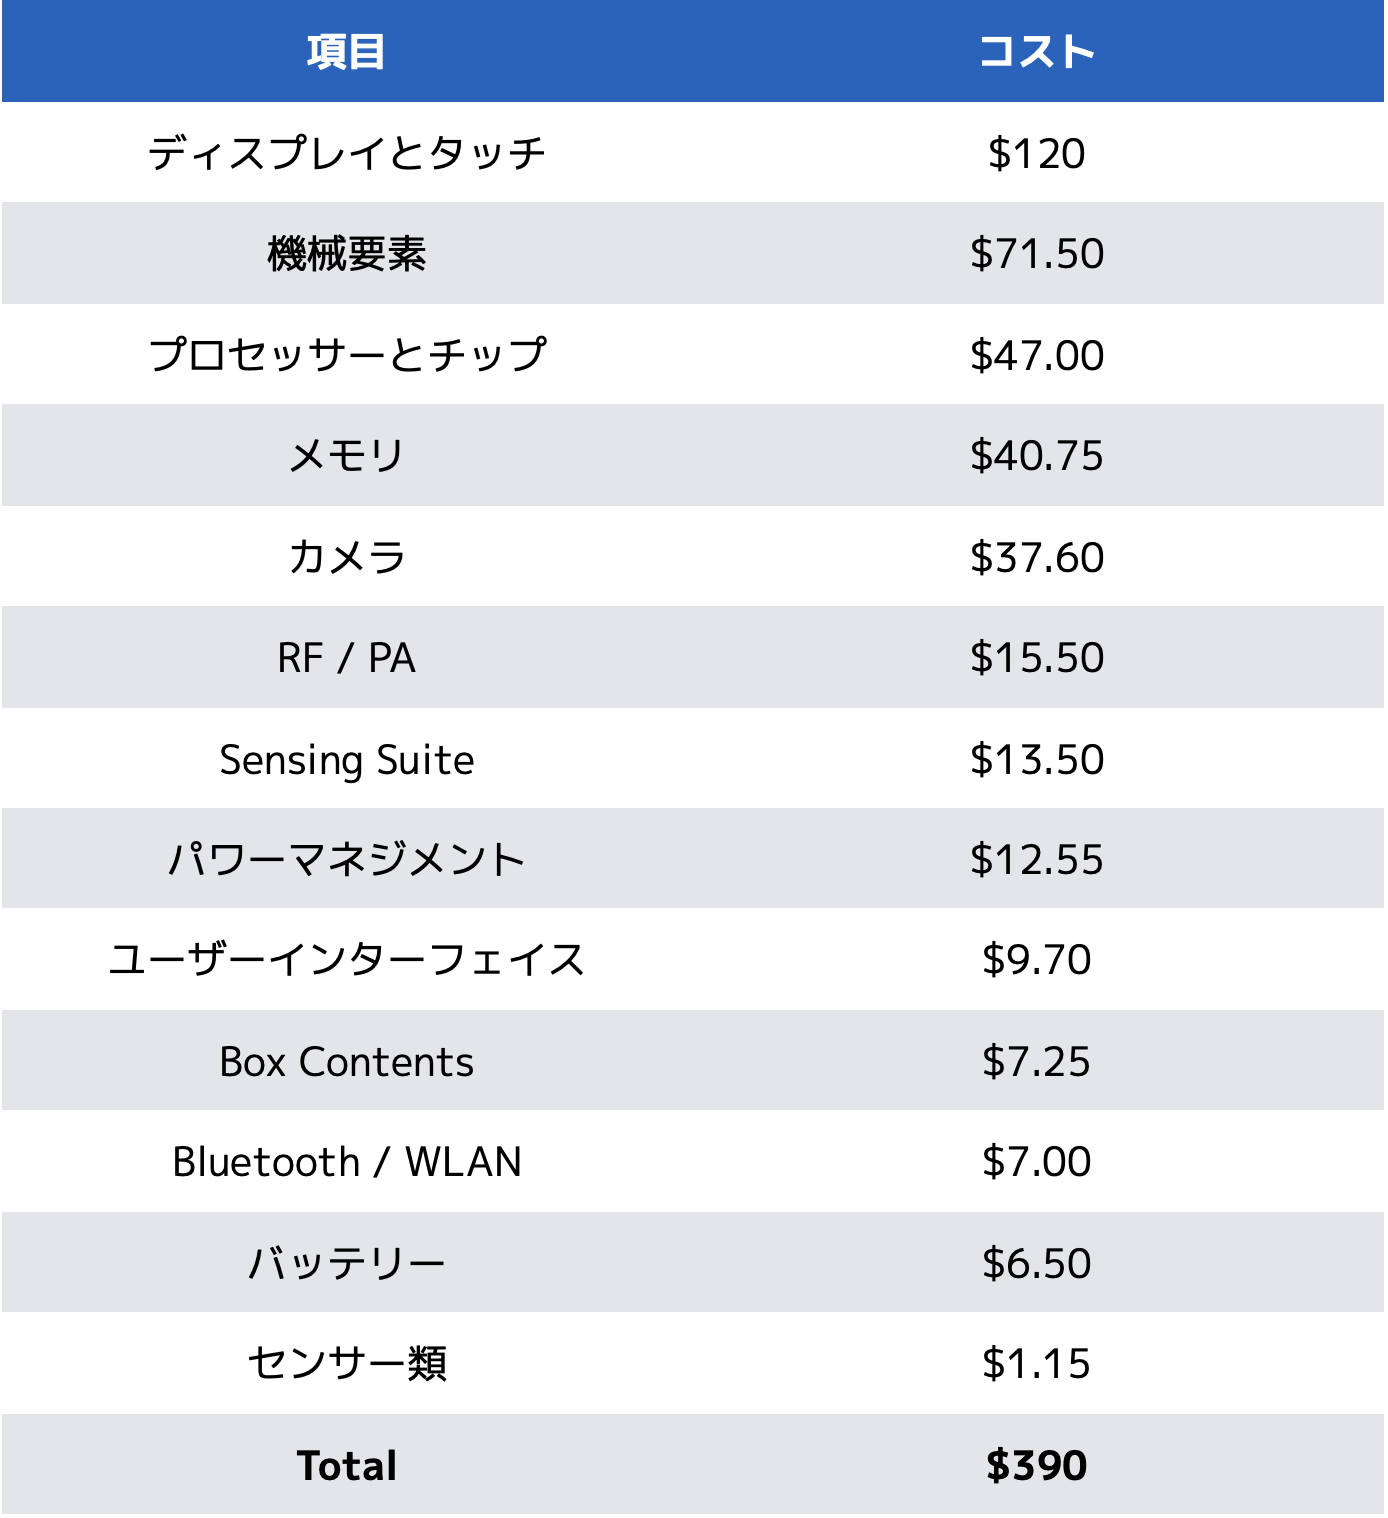 項目 コスト
ディスプレイとタッチ $120
機械要素 $71.50
プロセッサーとチップ $47.00
メモリ $40.75
カメラ $37.60
RF / PA $15.50
Sensing Suite $13.50
パワーマネジメント $12.55
ユーザーインターフェイス $9.70
Box Contents $7.25
Bluetooth / WLAN $7.00
バッテリー $6.50
センサー類 $1.15
Total $390